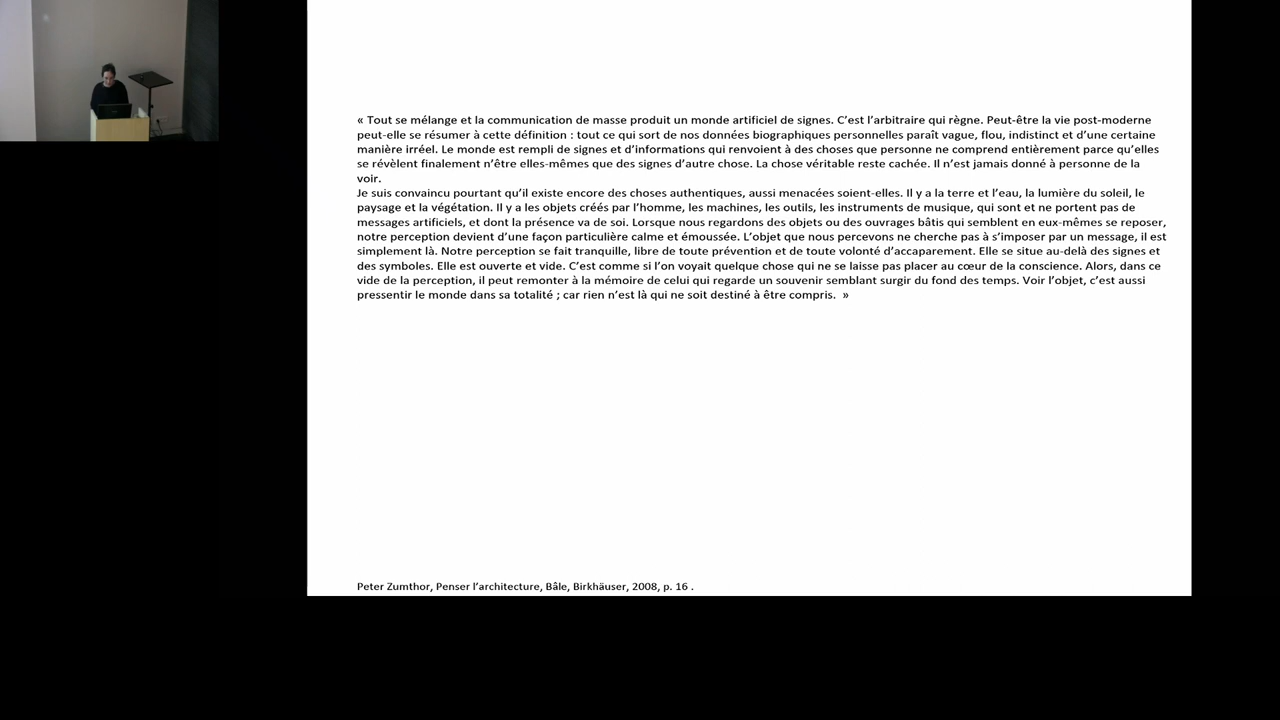 « Tout se mélange et la communication de masse produit un monde artificiel de signes. C’est l’arbitraire qui règne. Peut-être la vie post-moderne
peut-elle se résumer à cette définition : tout ce qui sort de nos données biographiques personnelles paraît vague, flou, indistinct et d’une certaine
manière irréel. Le monde est rempli de signes et d’informations qui renvoient à des choses que personne ne comprend entièrement parce qu’elles
se révèlent finalement n’être elles-mêmes que des signes d’autre chose. La chose véritable reste cachée. Il n’est jamais donné à personne de la
voir.
Je suis convaincu pourtant qu’il existe encore des choses authentiques, aussi menacées soient-elles. Il y a la terre et l’eau, la lumière du soleil, le
paysage et la végétation. Il y a les objets créés par l’homme, les machines, les outils, les instruments de musique, qui sont et ne portent pas de
messages artificiels, et dont la présence va de soi. Lorsque nous regardons des objets ou des ouvrages bâtis qui semblent en eux-mêmes se reposer,
notre perception devient d’une façon particulière calme et émoussée. L’objet que nous percevons ne cherche pas à s’imposer par un message, il est
simplement là. Notre perception se fait tranquille, libre de toute prévention et de toute volonté d’accaparement. Elle se situe au-delà des signes et
des symboles. Elle est ouverte et vide. C’est comme si l’on voyait quelque chose qui ne se laisse pas placer au cœur de la conscience. Alors, dans ce
vide de la perception, il peut remonter à la mémoire de celui qui regarde un souvenir semblant surgir du fond des temps. Voir l’objet, c’est aussi
pressentir le monde dans sa totalité ; car rien n’est là qui ne soit destiné à être compris. »
Peter Zumthor, Penser l’architecture, Bâle, Birkhäuser, 2008, p. 16 .